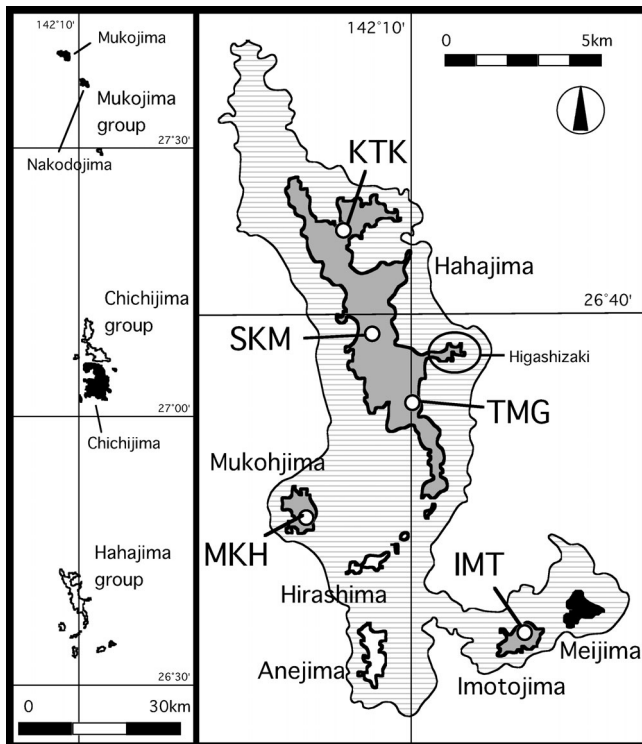 142°10'
Mukojima
Mukojima
group
27°30'
Nakodojima
Chichijima
group
27°00'
Chichijima
Hahajima
group
26°30'
0 30km
142°10'
0 5km
KTK
Hahajima
26°40'
SKM
Higashizaki
TMG
Mukohjima
MKH
IMT
Hirashima
Meijima
Anejima
Imotojima